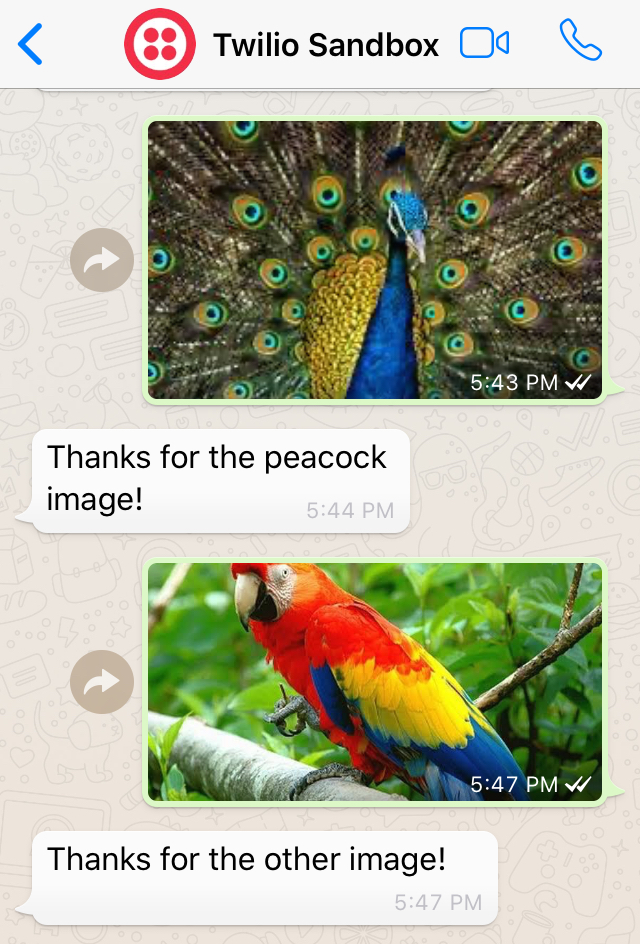 Twilio Sandbox
5:43 PM
Thanks for the peacock
image!
5:44 PM
5:47 PM
Thanks for the other image!
5:47 PM